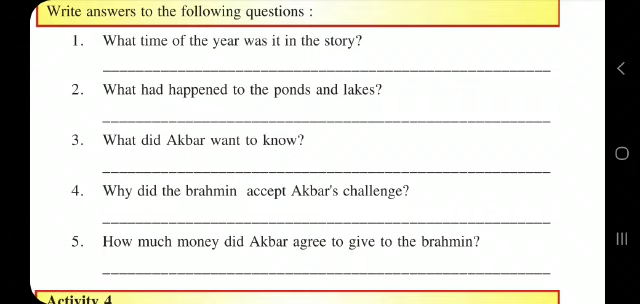 Write answers to the following questions :
1. What time of the year was it in the story?
2. What had happened to the ponds and lakes?
3. What did Akbar want to know?
4. Why did the brahmin accept Akbar's challenge?
5. How much money did Akbar agree to give to the brahmin?
Activity 4